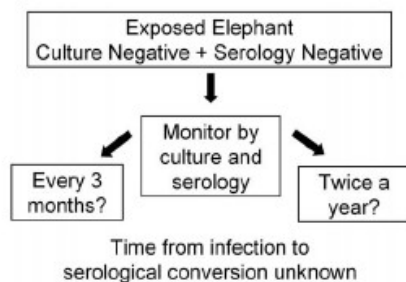 Exposed Elephant
Culture Negative + Serology Negative
Monitor by
culture and
serology
Every 3
months?
Twice a
year?
Time from infection to
serological conversion unknown